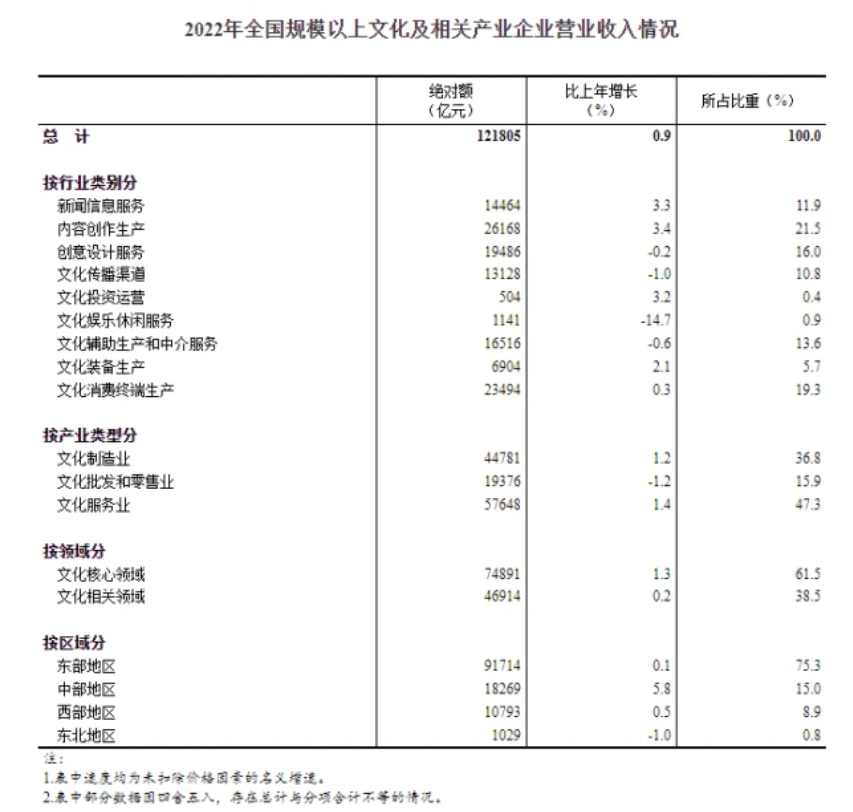 2022年全国规模以上文化及相关产业企业营业收入情况
绝对额（亿元） 比上年增长（%） 所占比重（%）
总 计 121805 0.9 100.0
按行业类别分
新闻信息服务 14464 3.3 11.9
内容创作生产 26168 3.4 21.5
创意设计服务 19486 -0.2 16.0
文化传播渠道 13128 -1.0 10.8
文化投资运营 504 3.2 0.4
文化娱乐休闲服务 1141 -14.7 0.9
文化辅助生产和中介服务 16516 -0.6 13.6
文化装备生产 6904 2.1 5.7
文化消费终端生产 23494 0.3 19.3
按产业类型分
文化制造业 44781 1.2 36.8
文化批发和零售业 19376 -1.2 15.9
文化服务业 57648 1.4 47.3
按领域分
文化核心领域 74891 1.3 61.5
文化相关领域 46914 0.2 38.5
按区域分
东部地区 91714 0.1 75.3
中部地区 18269 5.8 15.0
西部地区 10793 0.5 8.9
东北地区 1029 -1.0 0.8
注：
1.表中速度均为未扣除价格因素的名义增速。
2.表中部分数据因四舍五入，存在总计与分项合计不等的情况。